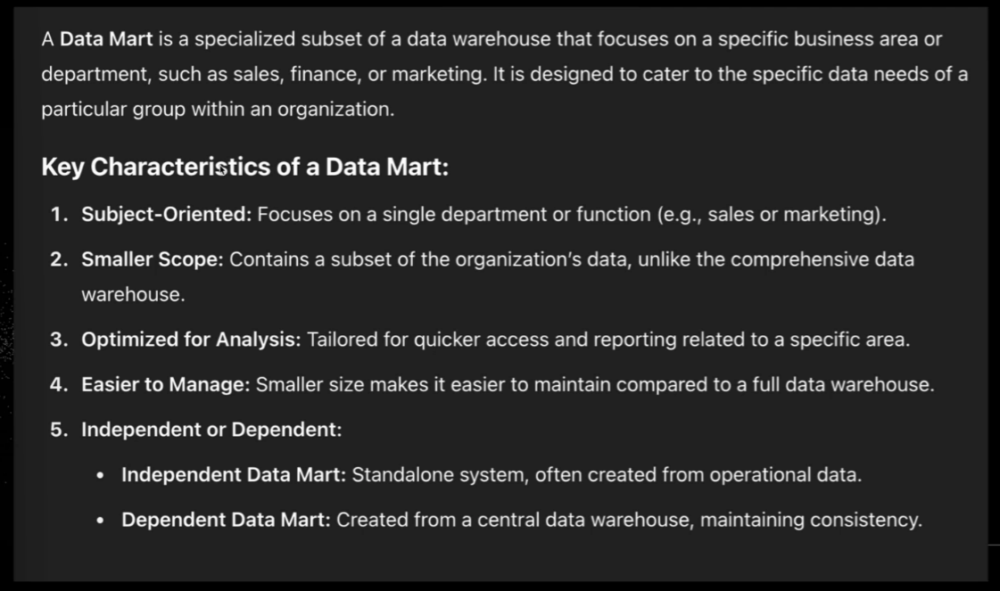 A Data Mart is a specialized subset of a data warehouse that focuses on a specific business area or
department, such as sales, finance, or marketing. It is designed to cater to the specific data needs of a
particular group within an organization.
Key Characteristics of a Data Mart:
1. Subject-Oriented: Focuses on a single department or function (e.g., sales or marketing).
2. Smaller Scope: Contains a subset of the organization's data, unlike the comprehensive data
warehouse.
3. Optimized for Analysis: Tailored for quicker access and reporting related to a specific area.
4. Easier to Manage: Smaller size makes it easier to maintain compared to a full data warehouse.
5. Independent or Dependent:
• Independent Data Mart: Standalone system, often created from operational data.
• Dependent Data Mart: Created from a central data warehouse, maintaining consistency.